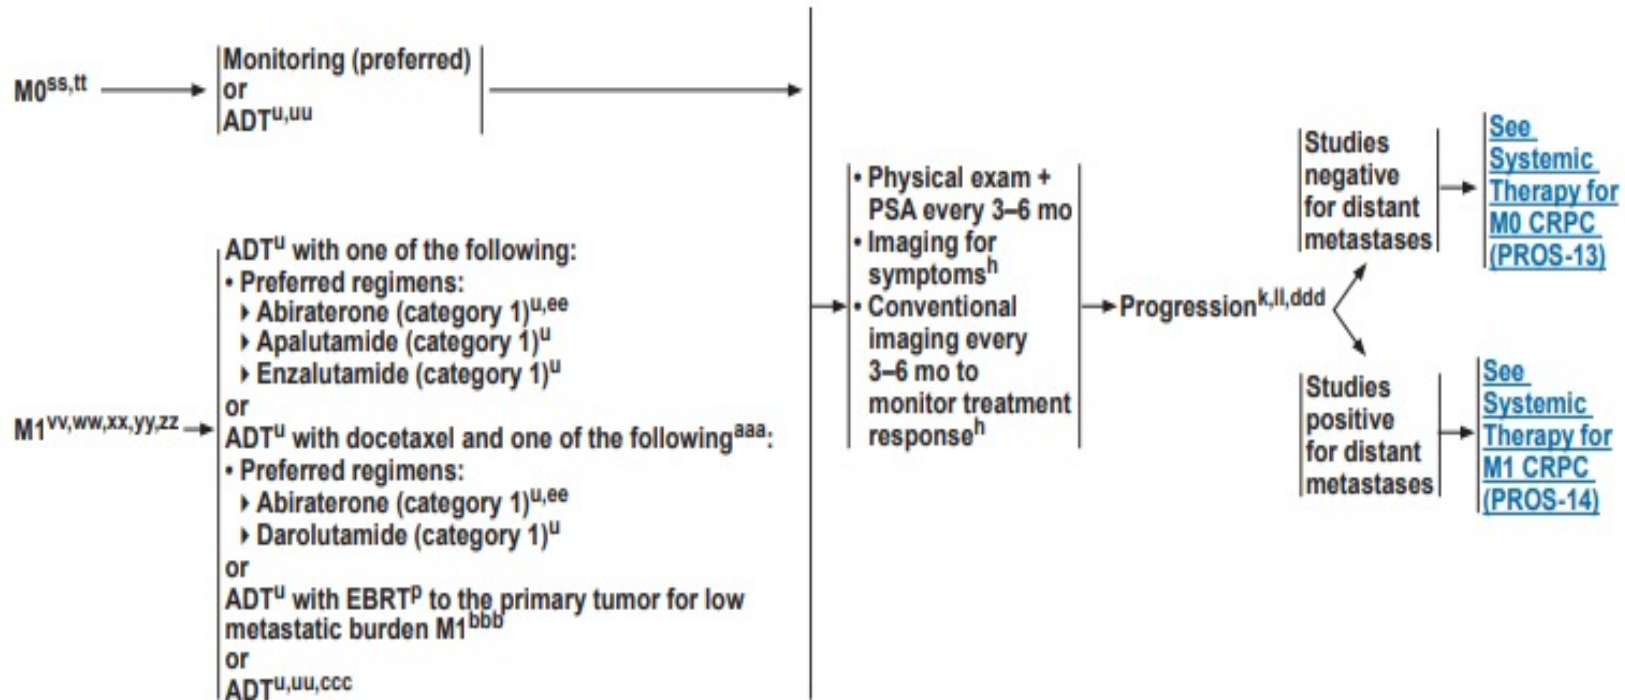 M0ss,tt
Monitoring (preferred)
or
ADTu,uu
M1vv,ww,xx,yy,zz
ADTu with one of the following:
• Preferred regimens:
▸ Abiraterone (category 1)u,ee
▸ Apalutamide (category 1)u
▸ Enzalutamide (category 1)u
or
ADTu with docetaxel and one of the followingaaa:
• Preferred regimens:
▸ Abiraterone (category 1)u,ee
▸ Darolutamide (category 1)u
or
ADTu with EBRTp to the primary tumor for low
metastatic burden M1bbb
or
ADTu,uu,ccc
• Physical exam +
PSA every 3–6 mo
• Imaging for
symptomsh
• Conventional
imaging every
3–6 mo to
monitor treatment
responseh
Progressionk,ll,ddd
Studies
negative
for distant
metastases
See
Systemic
Therapy for
M0 CRPC
(PROS-13)
Studies
positive
for distant
metastases
See
Systemic
Therapy for
M1 CRPC
(PROS-14)